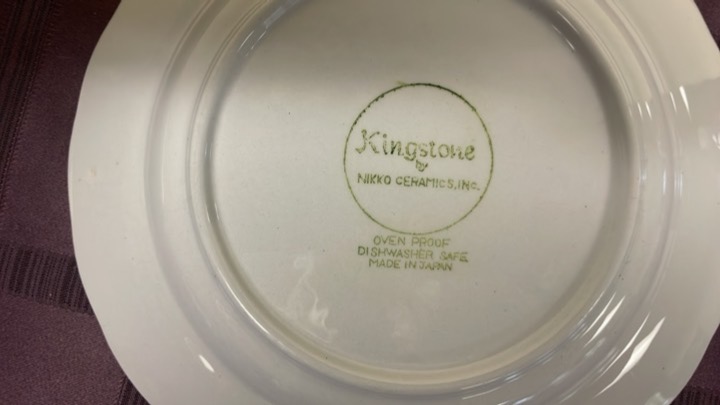 Kingstone
by
NIKKO CERAMICS, INC.
OVEN PROOF
DISHWASHER SAFE
MADE IN JAPAN